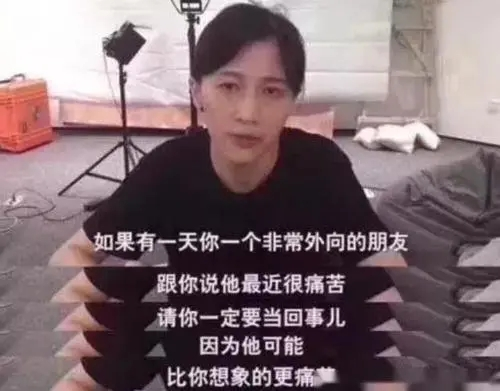 如果有一天你一个非常外向的朋友
跟你说他最近很痛苦
请你一定要当回事儿
因为他可能
比你想象的更痛